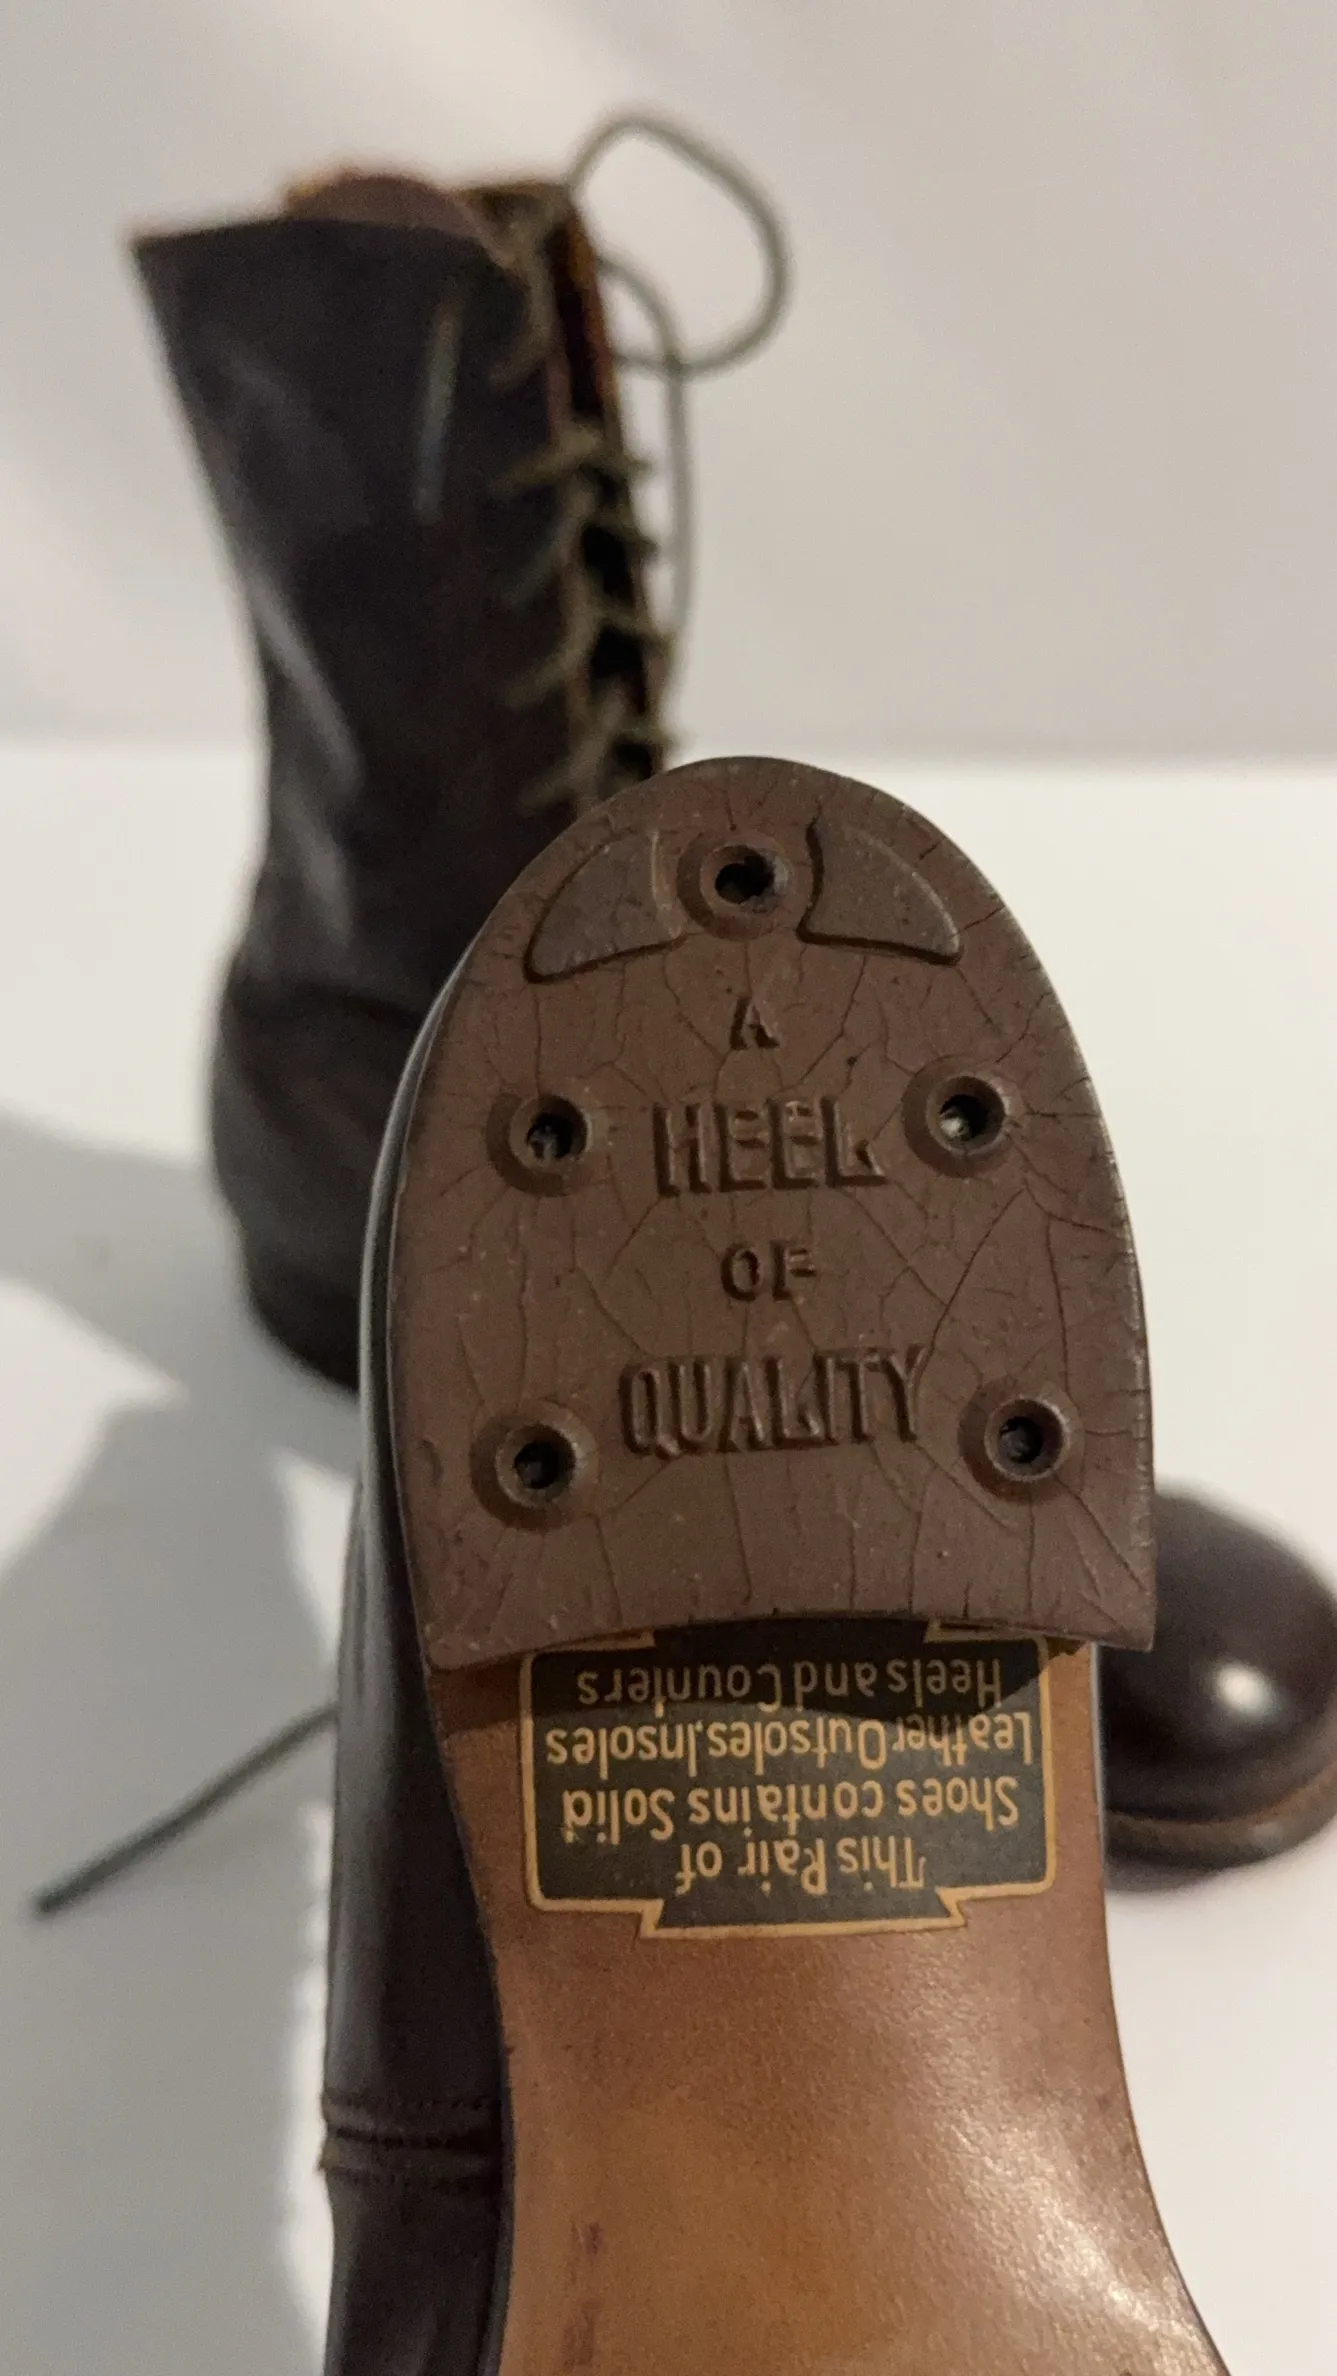 A
HEEL
OF
QUALITY
This Pair of
Shoes contains Solid
Leather Outsoles, Insoles
Heels and Counters